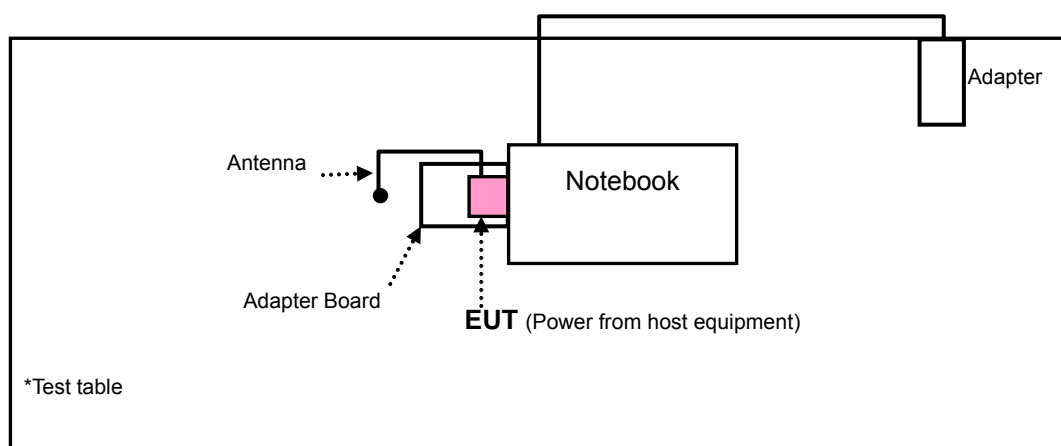 Adapter
Antenna
Notebook
Adapter Board
EUT (Power from host equipment)
*Test table